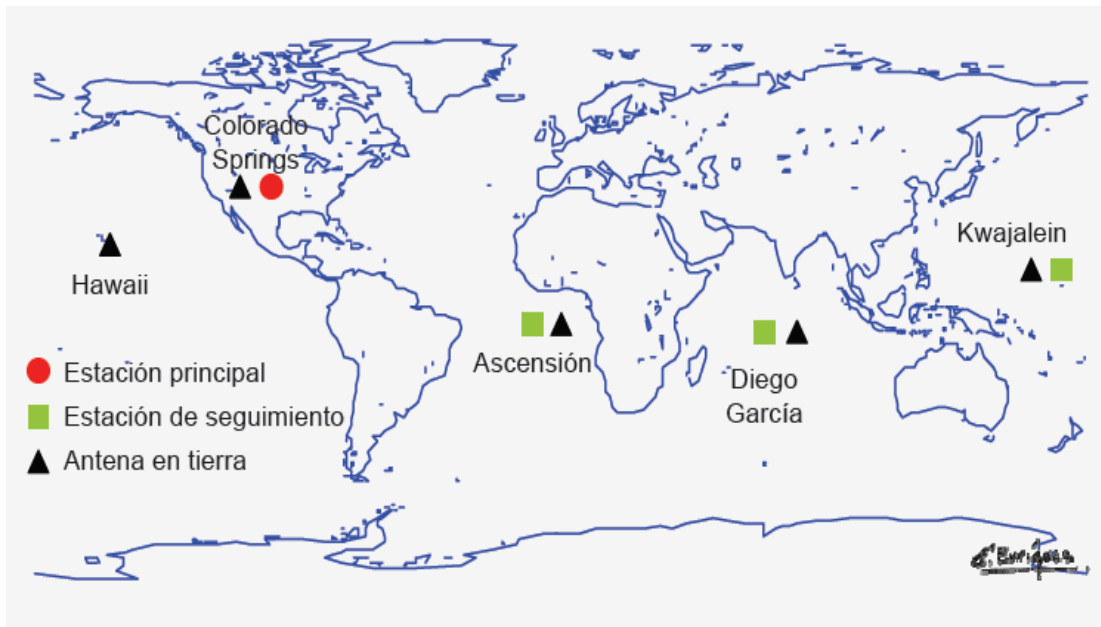 Colorado
Springs
Kwajalein
Hawaii
Ascensión
Diego
García
Estación principal
Estación de seguimiento
Antena en tierra